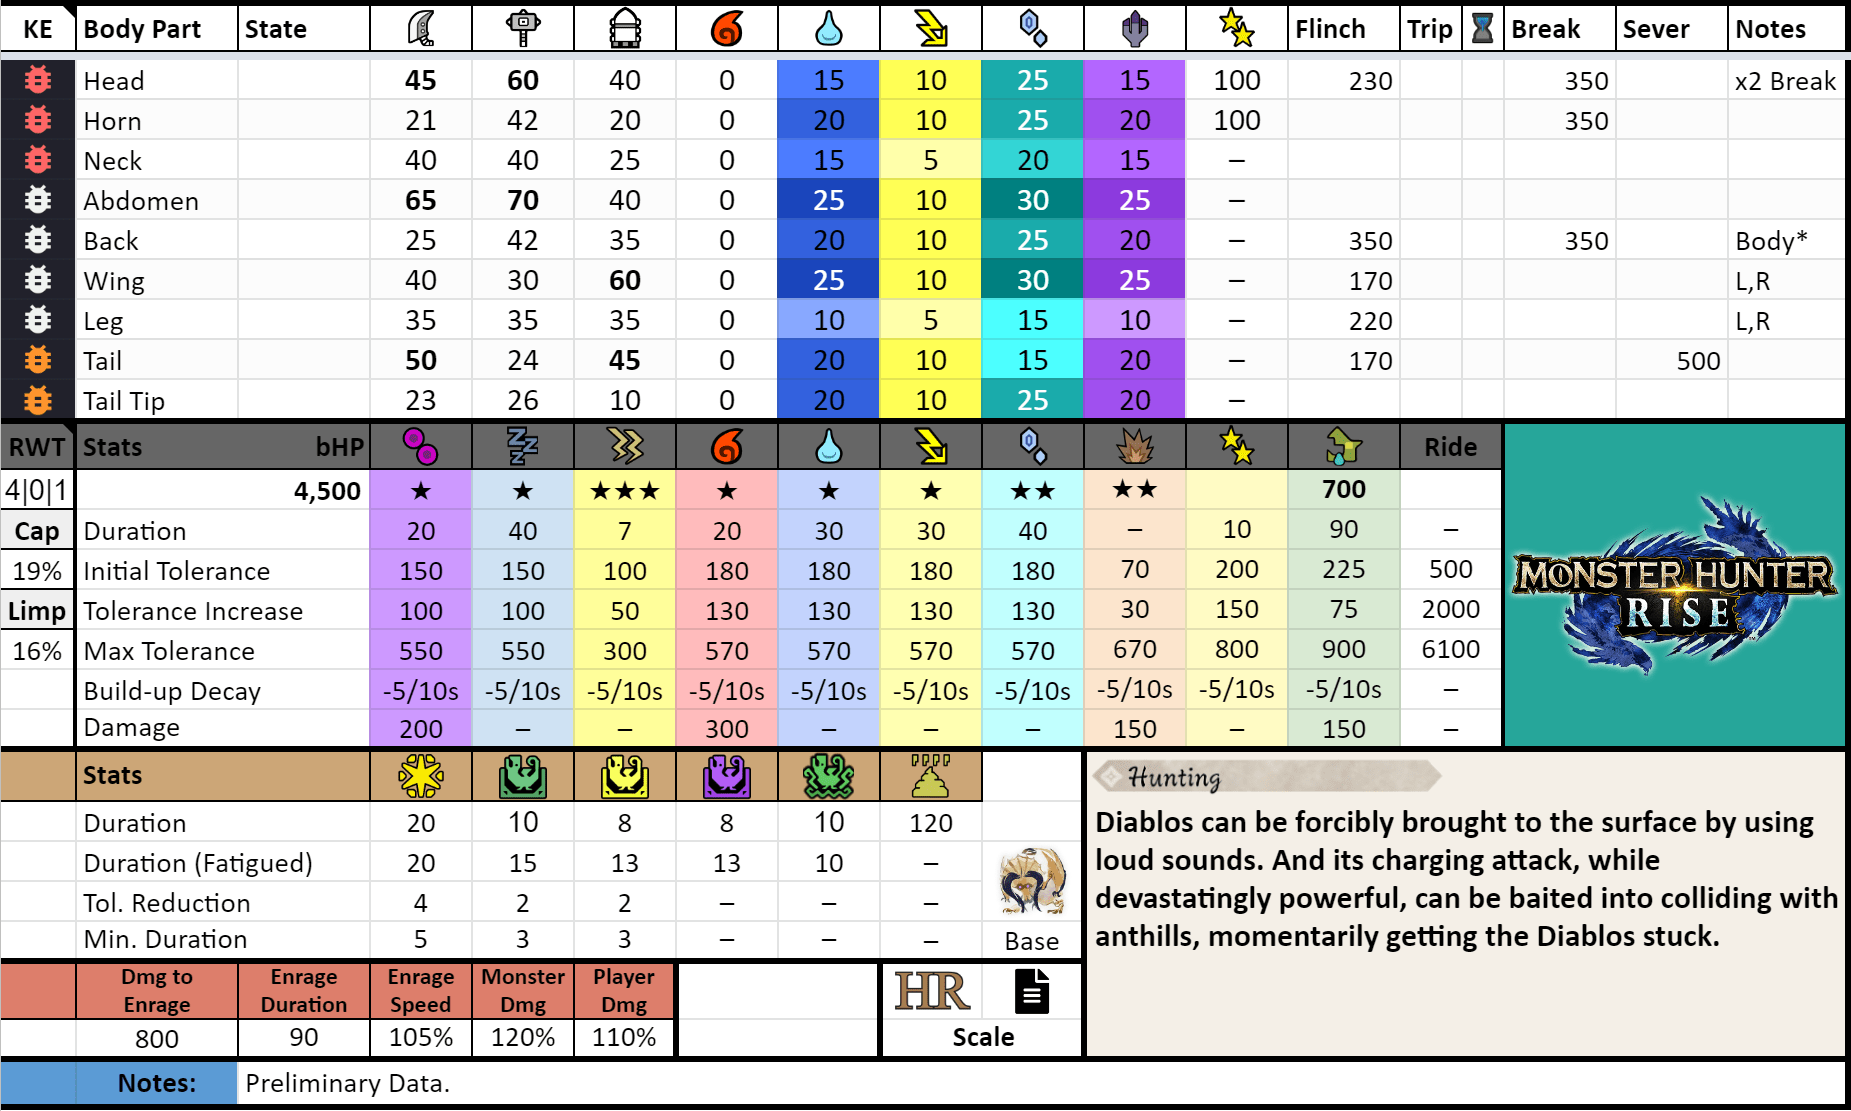 KE Body Part State Flinch Trip Break Sever Notes
Head 45 60 40 0 15 10 25 15 100 230 350 x2 Break
Horn 21 42 20 0 20 10 25 20 100 350
Neck 40 40 25 0 15 5 20 15 –
Abdomen 65 70 40 0 25 10 30 25 –
Back 25 42 35 0 20 10 25 20 – 350 350 Body*
Wing 40 30 60 0 25 10 30 25 – 170 L,R
Leg 35 35 35 0 10 5 15 10 – 220 L,R
Tail 50 24 45 0 20 10 15 20 – 170 500
Tail Tip 23 26 10 0 20 10 25 20 –
RWT Stats bHP Ride
4|0|1 4,500 ★ ★ ★★★ ★ ★ ★ ★★ ★★ 700
Cap Duration 20 40 7 20 30 30 40 – 10 90 –
19% Initial Tolerance 150 150 100 180 180 180 180 70 200 225 500
Limp Tolerance Increase 100 100 50 130 130 130 130 30 150 75 2000
16% Max Tolerance 550 550 300 570 570 570 570 670 800 900 6100
Build-up Decay -5/10s -5/10s -5/10s -5/10s -5/10s -5/10s -5/10s -5/10s -5/10s -5/10s –
Damage 200 – – 300 – – – 150 – 150 –
MONSTER HUNTER
RISE
Stats
Duration 20 10 8 8 10 120
Duration (Fatigued) 20 15 13 13 10 –
Tol. Reduction 4 2 2 – – –
Min. Duration 5 3 3 – – – Base
Hunting
Diablos can be forcibly brought to the surface by using
loud sounds. And its charging attack, while
devastatingly powerful, can be baited into colliding with
anthills, momentarily getting the Diablos stuck.
Dmg to Enrage Enrage Monster Player
Enrage Duration Speed Dmg Dmg
HR
800 90 105% 120% 110% Scale
Notes: Preliminary Data.